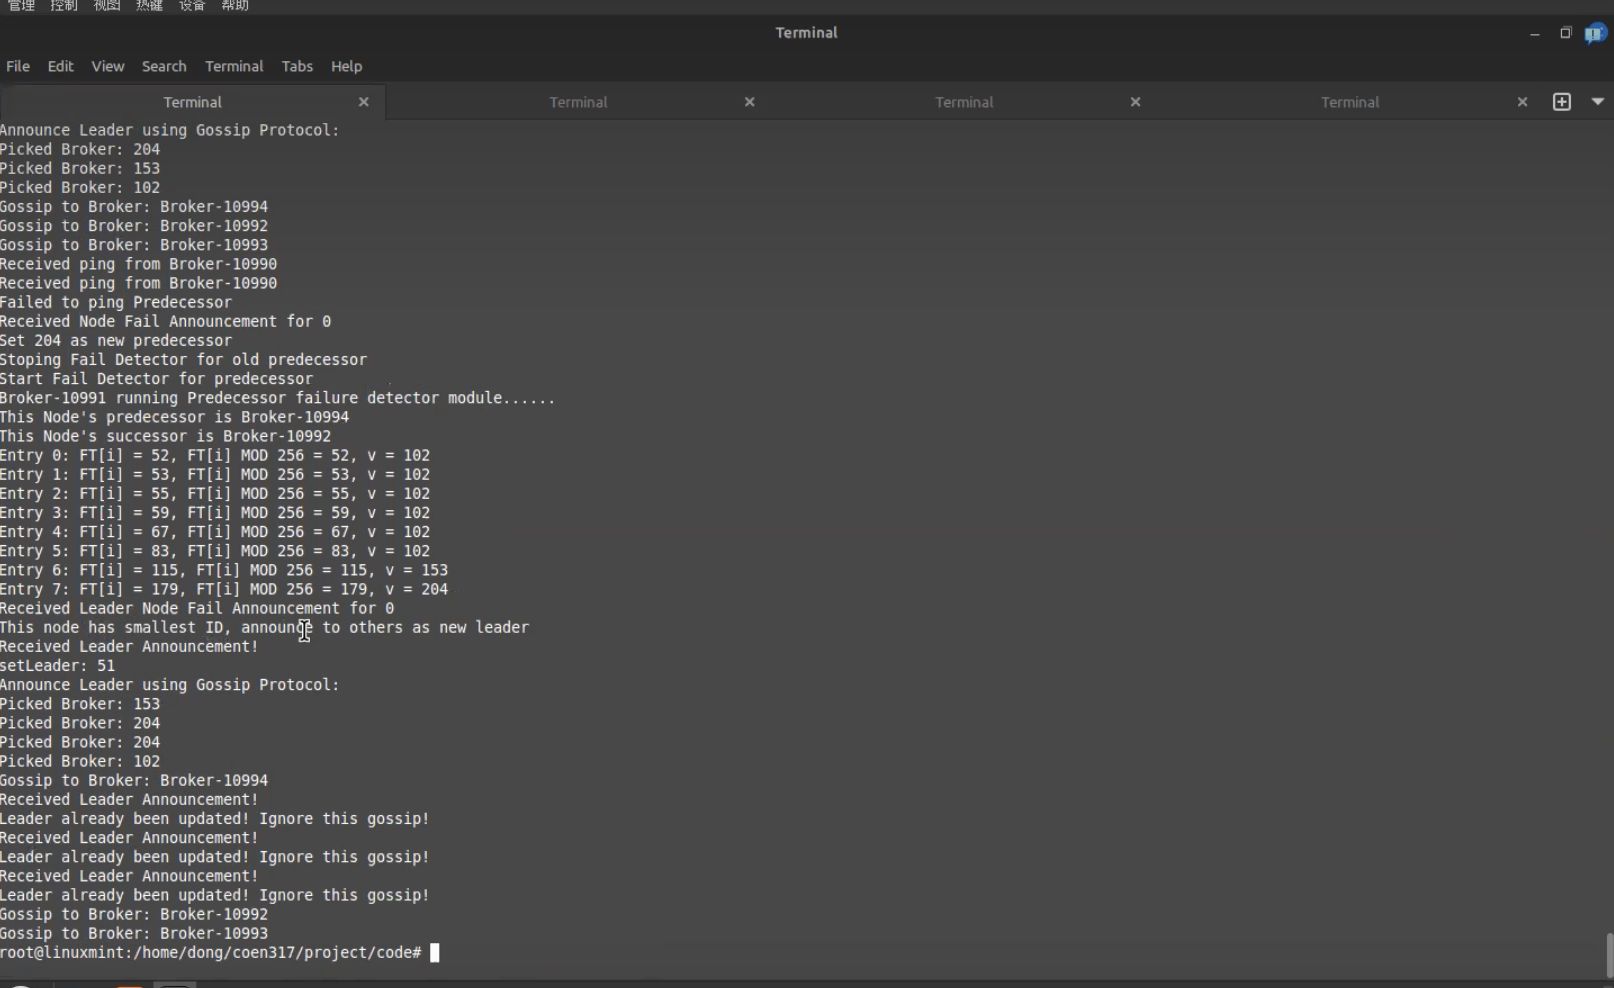 管理 控制 视图 热键 设备 帮助
Terminal
File Edit View Search Terminal Tabs Help
Terminal Terminal Terminal Terminal
Announce Leader using Gossip Protocol:
Picked Broker: 204
Picked Broker: 153
Picked Broker: 102
Gossip to Broker: Broker-10994
Gossip to Broker: Broker-10992
Gossip to Broker: Broker-10993
Received ping from Broker-10990
Received ping from Broker-10990
Failed to ping Predecessor
Received Node Fail Announcement for 0
Set 204 as new predecessor
Stoping Fail Detector for old predecessor
Start Fail Detector for predecessor
Broker-10991 running Predecessor failure detector module......
This Node's predecessor is Broker-10994
This Node's successor is Broker-10992
Entry 0: FT[i] = 52, FT[i] MOD 256 = 52, v = 102
Entry 1: FT[i] = 53, FT[i] MOD 256 = 53, v = 102
Entry 2: FT[i] = 55, FT[i] MOD 256 = 55, v = 102
Entry 3: FT[i] = 59, FT[i] MOD 256 = 59, v = 102
Entry 4: FT[i] = 67, FT[i] MOD 256 = 67, v = 102
Entry 5: FT[i] = 83, FT[i] MOD 256 = 83, v = 102
Entry 6: FT[i] = 115, FT[i] MOD 256 = 115, v = 153
Entry 7: FT[i] = 179, FT[i] MOD 256 = 179, v = 204
Received Leader Node Fail Announcement for 0
This node has smallest ID, announce to others as new leader
Received Leader Announcement!
setLeader: 51
Announce Leader using Gossip Protocol:
Picked Broker: 153
Picked Broker: 204
Picked Broker: 204
Picked Broker: 102
Gossip to Broker: Broker-10994
Received Leader Announcement!
Leader already been updated! Ignore this gossip!
Received Leader Announcement!
Leader already been updated! Ignore this gossip!
Received Leader Announcement!
Leader already been updated! Ignore this gossip!
Gossip to Broker: Broker-10992
Gossip to Broker: Broker-10993
root@linuxmint:/home/dong/coen317/project/code#